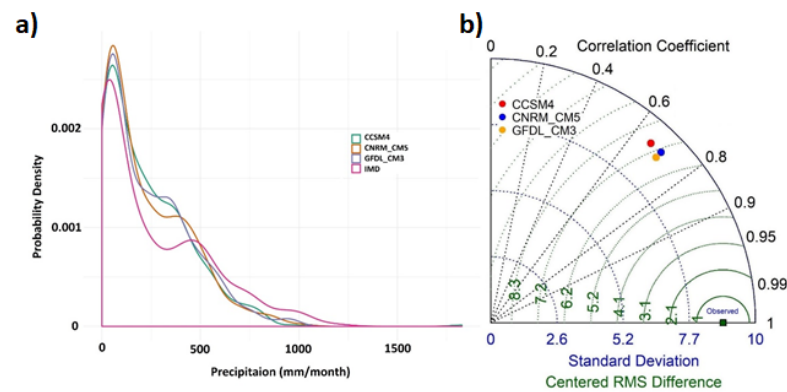 a)
0.002
0.001
0
Probability Density
CCSM4
CNRM_CM5
GFDL_CM3
IMD
0 500 1000 1500
Precipitaion (mm/month)
b)
Correlation Coefficient
0 0.2 0.4 0.6 0.8 0.9 0.95 0.99 1
CCSM4
CNRM_CM5
GFDL_CM3
8.3 7.2 6.2 5.2 4.1 3.1 2.1 1
Observed
0 2.6 5.2 7.7 10
Standard Deviation
Centered RMS Difference